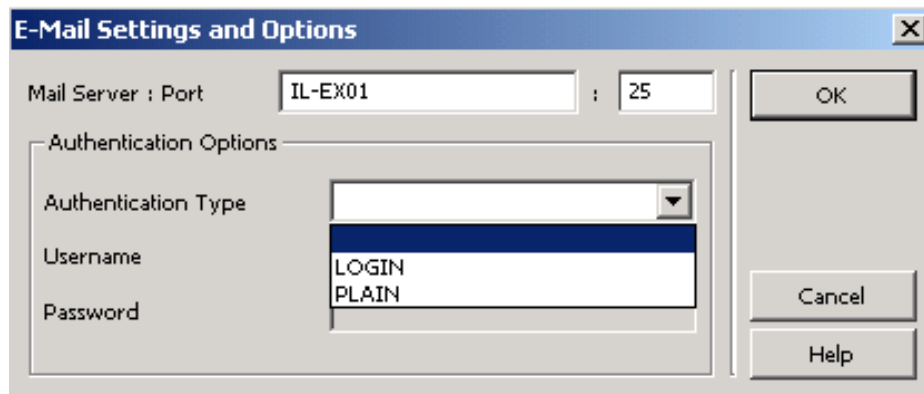 E-Mail Settings and Options
Mail Server : Port IL-EX01 : 25
OK
Authentication Options
Authentication Type
Username
LOGIN
PLAIN
Password
Cancel
Help